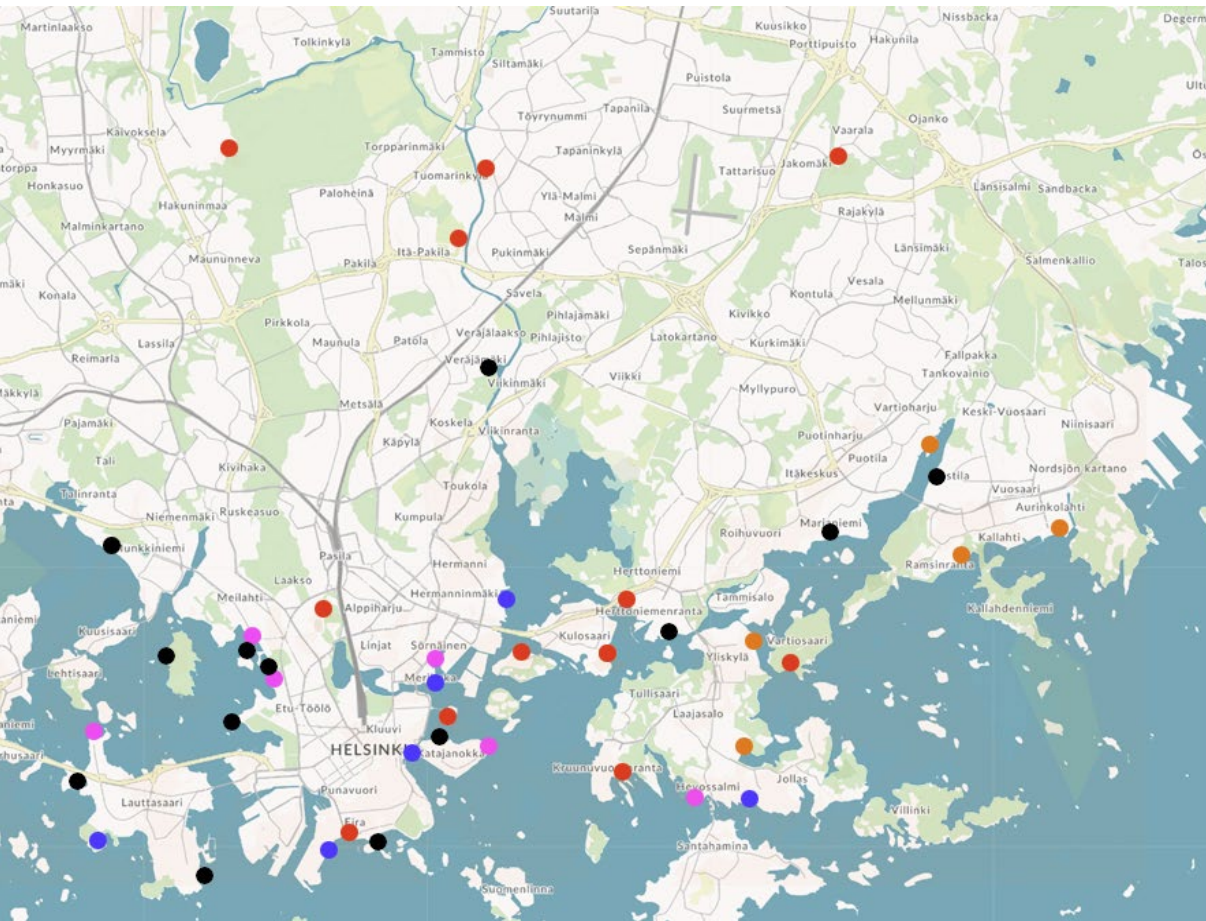 Suutarila
Nissbacka
Martinlaakso
Kuusikko
Tolkinkylä
Tammisto
Porttipuisto
Hakunila
Siltamäki
Puistola
Suurmetsä
Tapanila
Töyrynummi
Ojanko
Kaivoksela
Vaarala
Myyrmäki
Torpparinmäki
Tapaninkylä
Jakomäki
Tattarisuo
Honkasuo
Paloheinä
Länsisalmi
Sandbacka
Ylä-Malmi
Hakuninmaa
Malmi
Rajakylä
Malminkartano
Itä-Pakila
Pukinmäki
Sepänmäki
Länsimäki
Maununneva
Pakila
Salmenkallio
Vesala
Konala
Savela
Kontula
Mellunmäki
Pirkkola
Pihlajamäki
Kivikko
Lassila
Maunula
Patola
Veräjälaakso
Pihlajisto
Latokartano
Kurkimäki
Reimarla
Veräjämäki
Fallpakka
Viikinmäki
Viikki
Tankovainio
Myllypuro
Metsälä
Vartioharju
Keski-Vuosaari
Pajamäki
Koskela
Viikinranta
Niinisaari
Käpylä
Puotinharju
Tali
Puotila
Kivihaka
Itäkeskus
Nordsjön kartano
Toukola
Talinranta
Vuosaari
Ruskeasuo
Niemenmäki
Kumpula
Aurinkolahti
Roihuvuori
Kallahti
Pasila
Hermanni
Ramsinranta
Laakso
Herttoniemi
Meilahti
Hermanninmäki
Tammisalo
Alppiharju
Herttoniemenranta
Kallahdenniemi
Kuusisaari
Kulosaari
Linjat
Sörnäinen
Vartiosaari
Yliskylä
Lehtisaari
Tullisaari
Etu-Töölö
Laajasalo
Kluuvi
Katajanokka
Hevossalmi
Jollas
Punavuori
Lauttasaari
Villinki
Eira
Santahamina
Suomenlinna